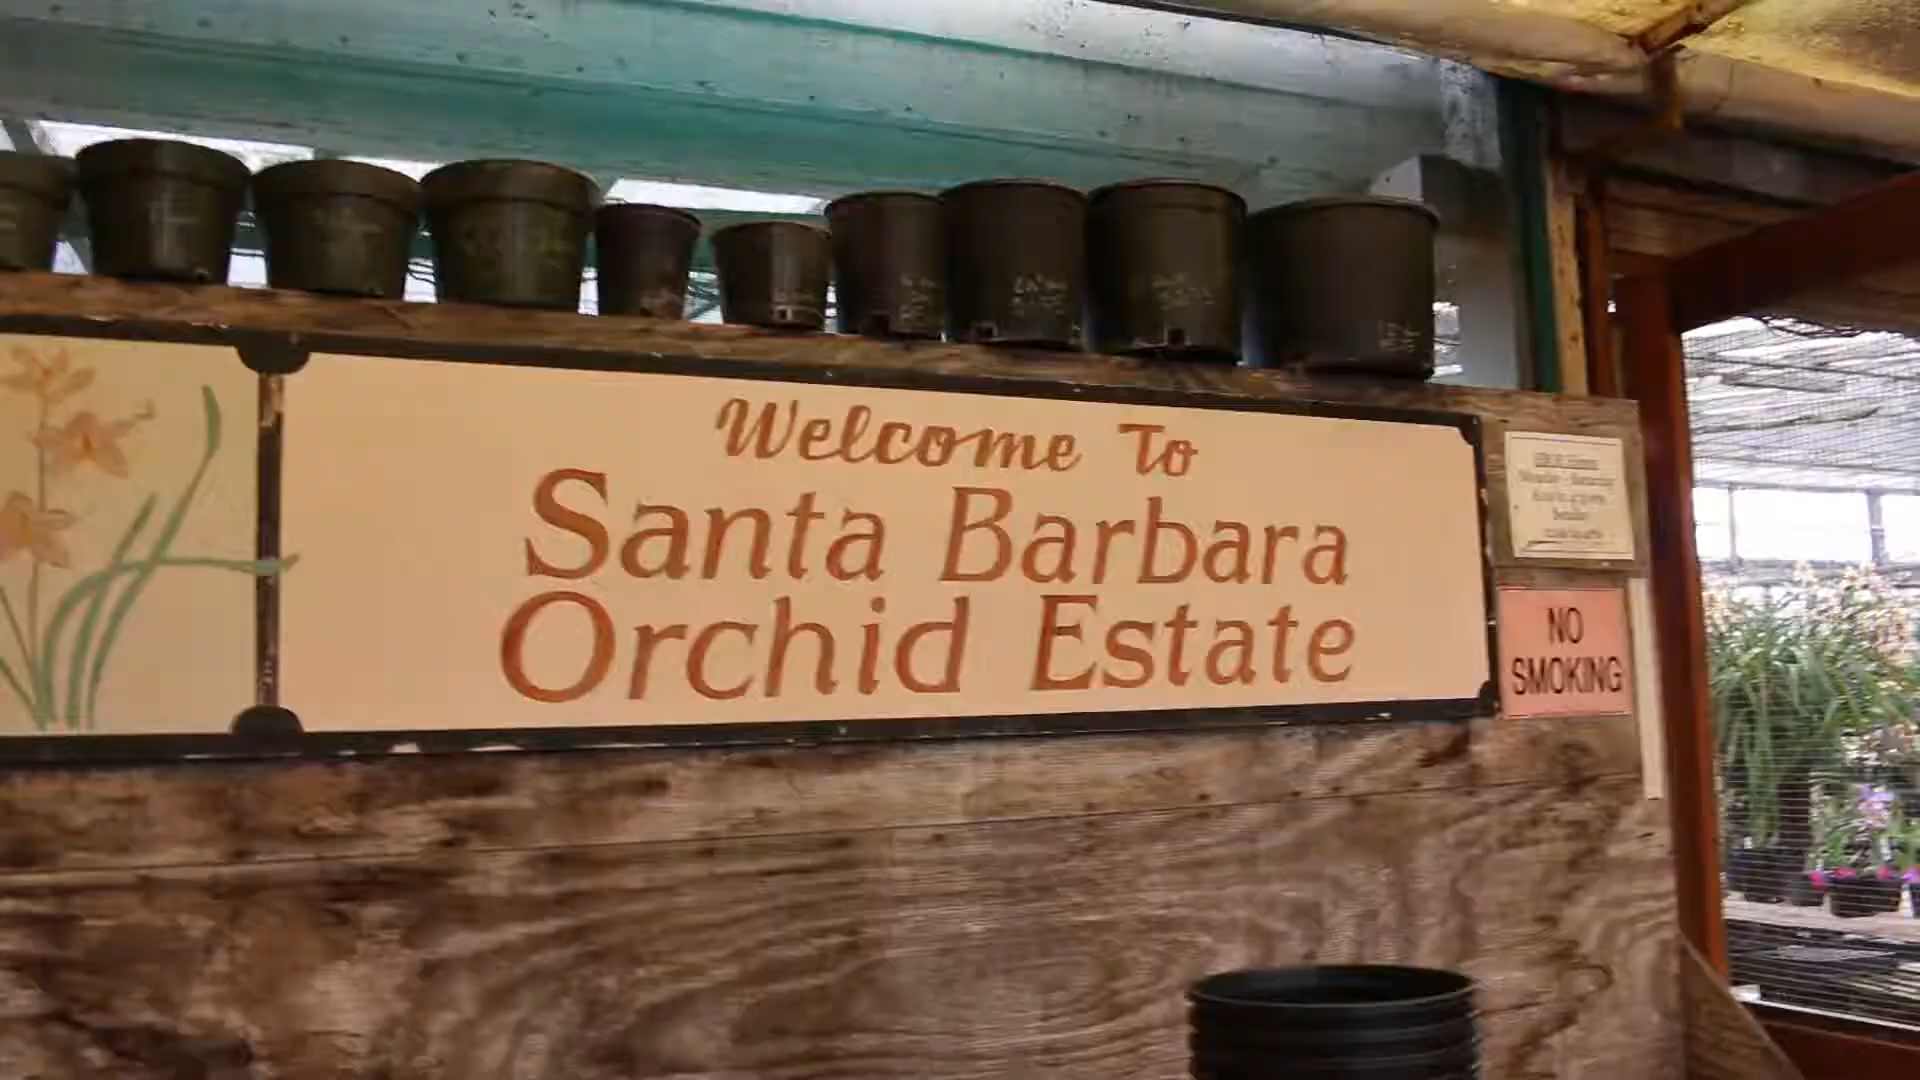 Welcome To
Santa Barbara
Orchid Estate
NO
SMOKING